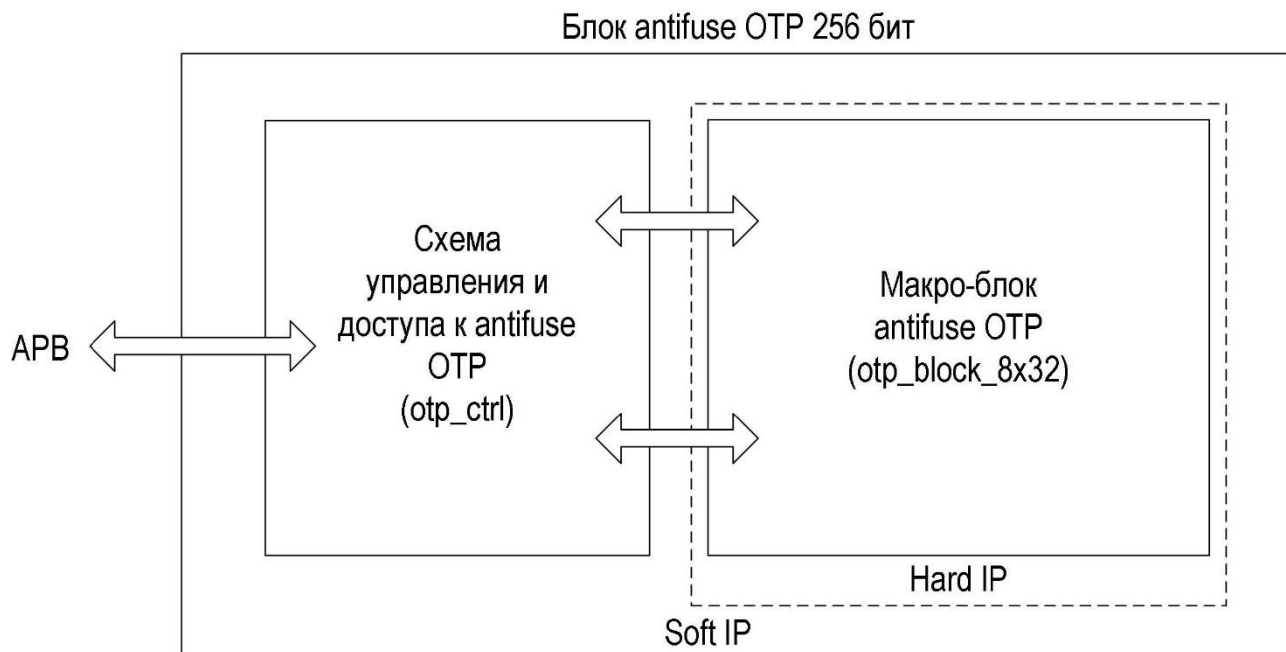 Блок antifuse OTP 256 бит
APB
Схема
управления и
доступа к antifuse
OTP
(otp_ctrl)
Макро-блок
antifuse OTP
(otp_block_8x32)
Hard IP
Soft IP